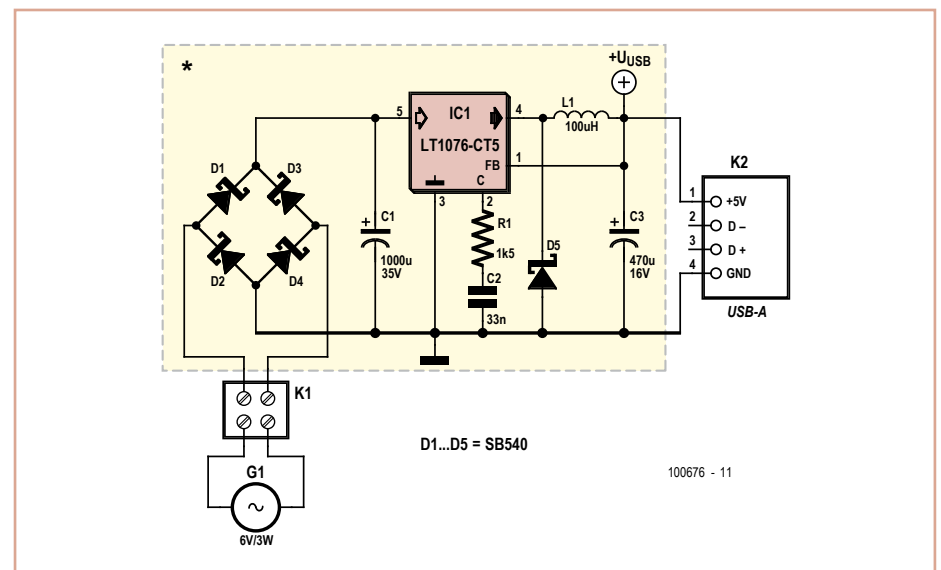 *
+UUSB
D1
D3
5
IC1
4
L1
100uH
LT1076-CT5
FB
1
C
3
2
K2
1
+5V
2
D –
3
D +
4
GND
USB-A
+
C1
1000u
35V
R1
1k5
C2
33n
D5
+
C3
470u
16V
D2
D4
K1
D1...D5 = SB540
G1
~
6V/3W
100676 - 11